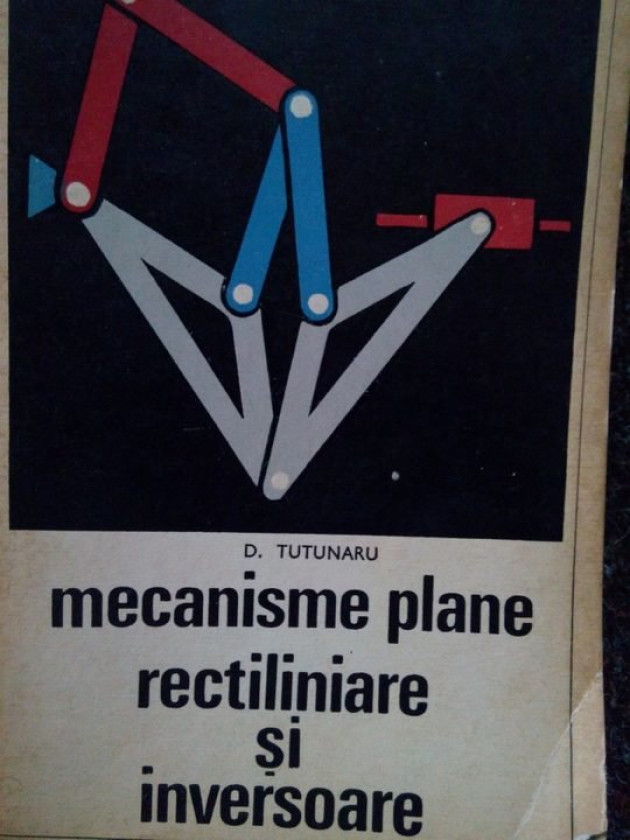 D. TUTUNARU
mecanisme plane
rectiliniare
și
inversoare